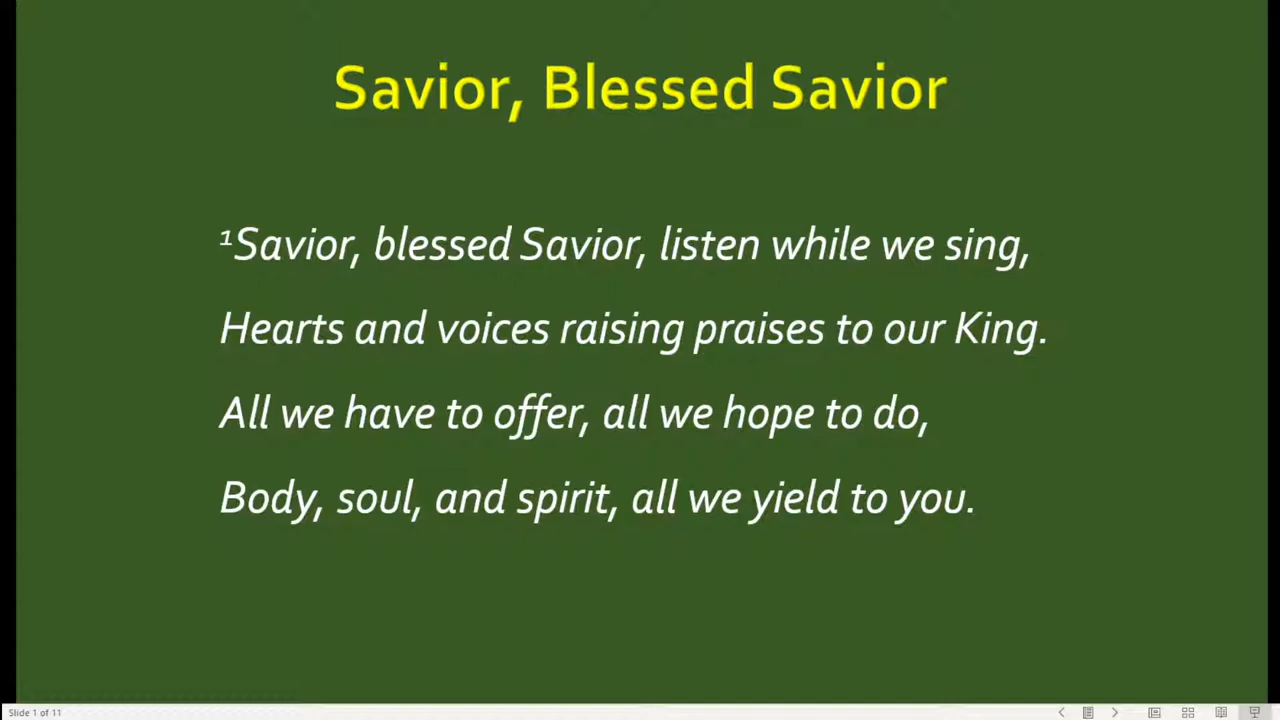 Savior, Blessed Savior
¹Savior, blessed Savior, listen while we sing,
Hearts and voices raising praises to our King.
All we have to offer, all we hope to do,
Body, soul, and spirit, all we yield to you.
Slide 1 of 11